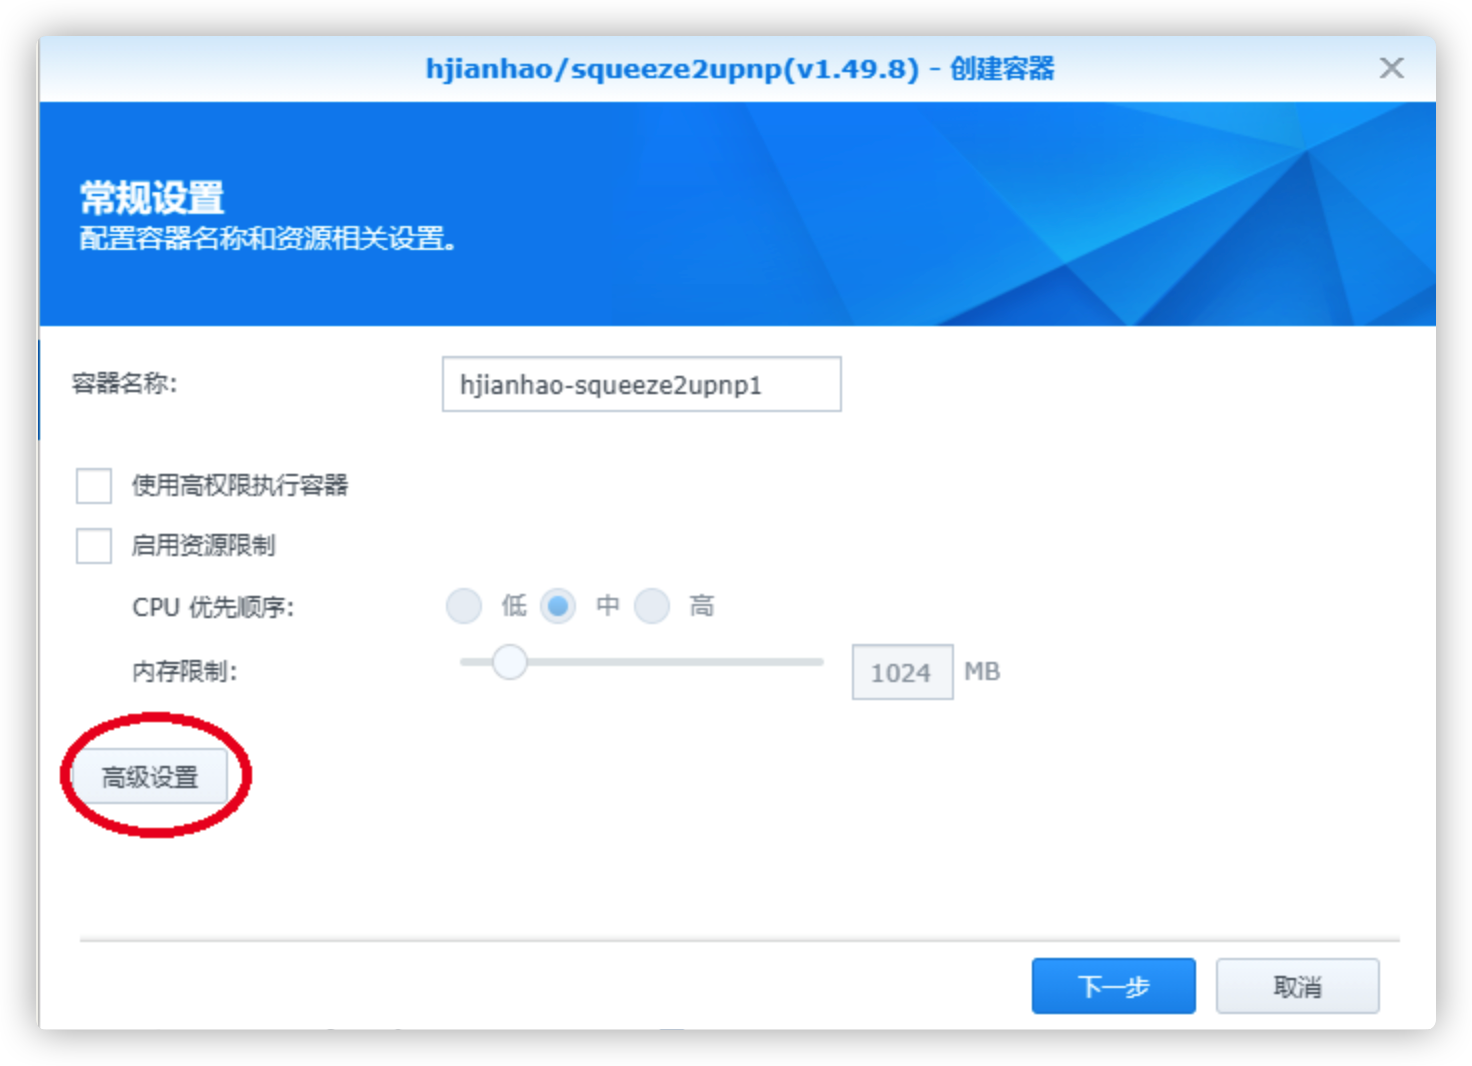 hjianhao/squeeze2upnp(v1.49.8) - 创建容器
常规设置
配置容器名称和资源相关设置。
容器名称: hjianhao-squeeze2upnp1
使用高权限执行容器
启用资源限制
CPU 优先顺序: 低 中 高
内存限制: 1024 MB
高级设置
下一步 取消